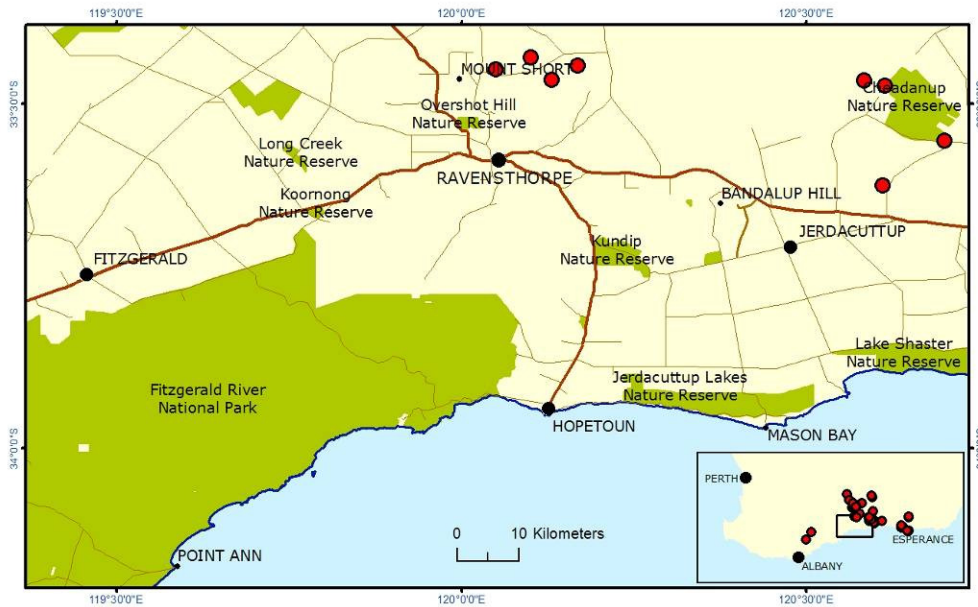 119°30'0"E
120°0'0"E
120°30'0"E
33°30'0"S
MOUNT SHORT
Overshot Hill
Nature Reserve
Cheadanup
Nature Reserve
Long Creek
Nature Reserve
RAVENSTHORPE
Koornong
Nature Reserve
BANDALUP HILL
JERDACUTTUP
Kundip
Nature Reserve
FITZGERALD
Lake Shaster
Nature Reserve
Fitzgerald River
National Park
Jerdacuttup Lakes
Nature Reserve
HOPETOUN
MASON BAY
34°0'0"S
PERTH
ESPERANCE
ALBANY
0 10 Kilometers
POINT ANN
119°30'0"E
120°0'0"E
120°30'0"E